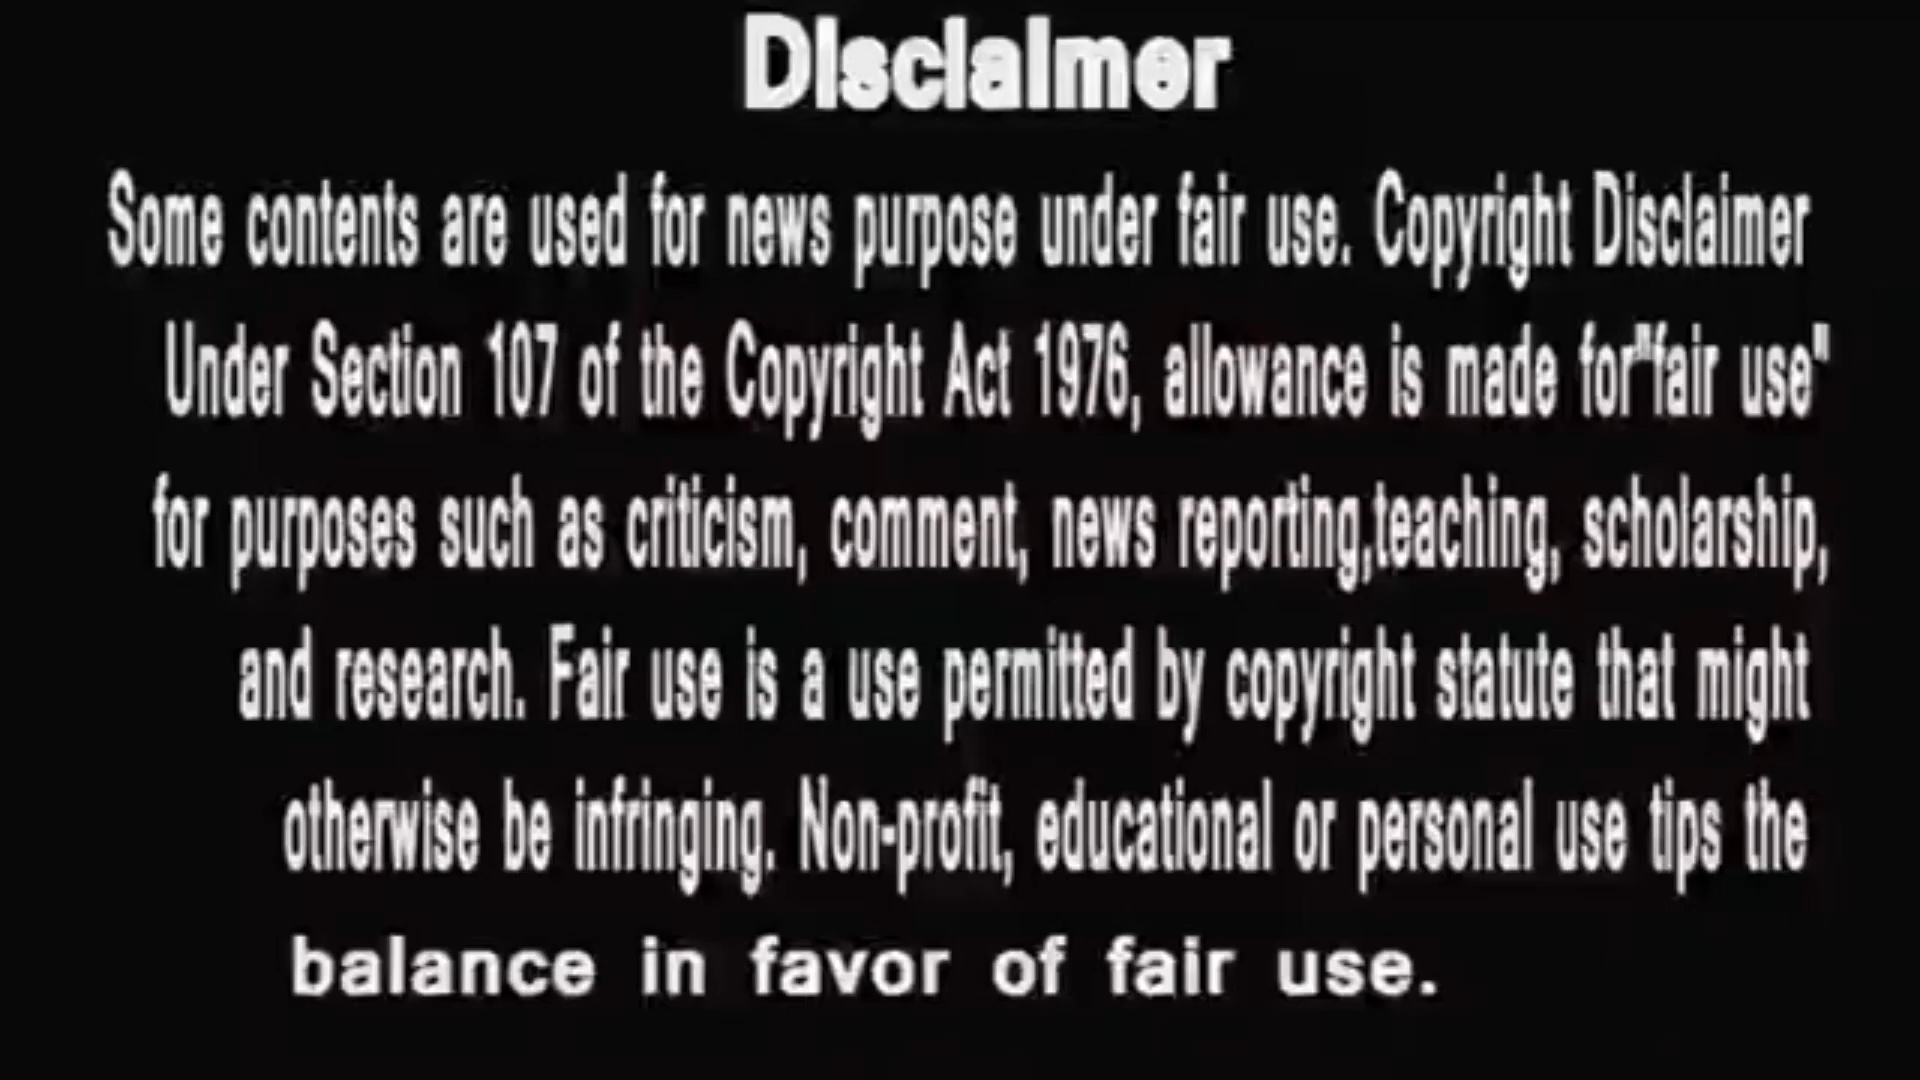 Disclaimer
Some contents are used for news purpose under fair use. Copyright Disclaimer
Under Section 107 of the Copyright Act 1976, allowance is made for"fair use"
for purposes such as criticism, comment, news reporting,teaching, scholarship,
and research. Fair use is a use permitted by copyright statute that might
otherwise be infringing. Non-profit, educational or personal use tips the
balance in favor of fair use.